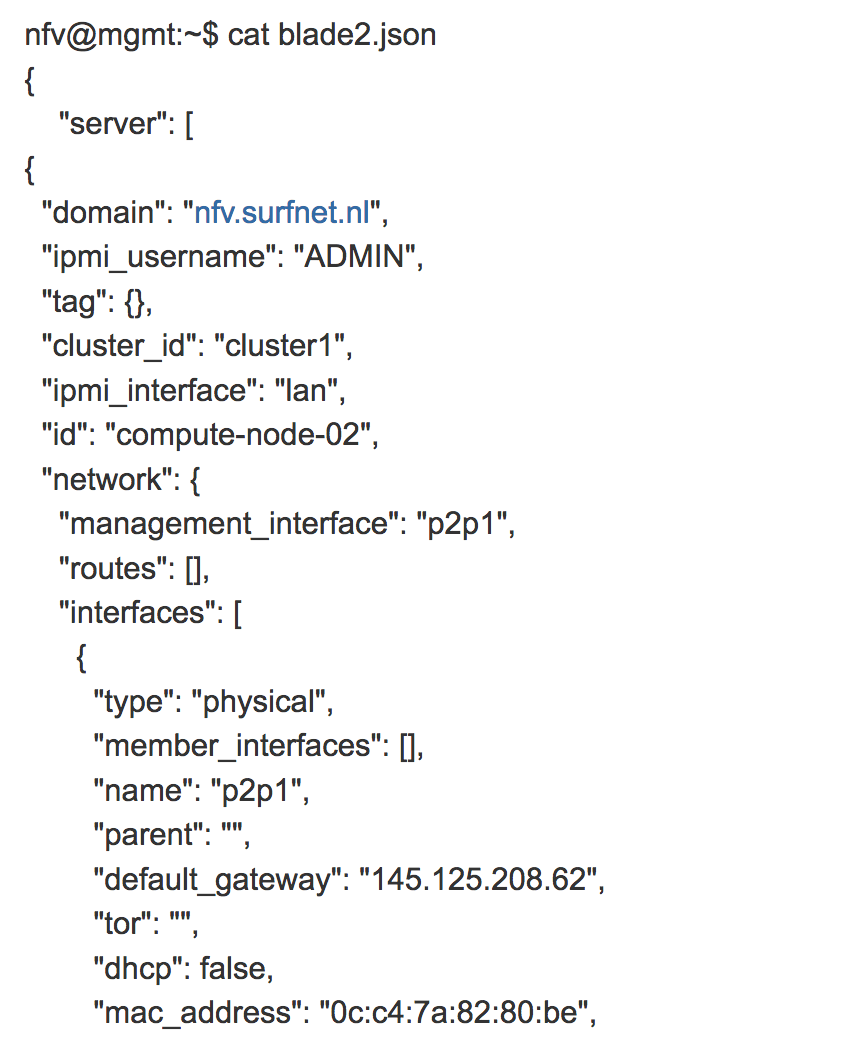 nfv@mgmt:~$ cat blade2.json
{
"server": [
{
"domain": "nfv.surfnet.nl",
"ipmi_username": "ADMIN",
"tag": {},
"cluster_id": "cluster1",
"ipmi_interface": "lan",
"id": "compute-node-02",
"network": {
"management_interface": "p2p1",
"routes": [],
"interfaces": [
{
"type": "physical",
"member_interfaces": [],
"name": "p2p1",
"parent": "",
"default_gateway": "145.125.208.62",
"tor": "",
"dhcp": false,
"mac_address": "0c:c4:7a:82:80:be",